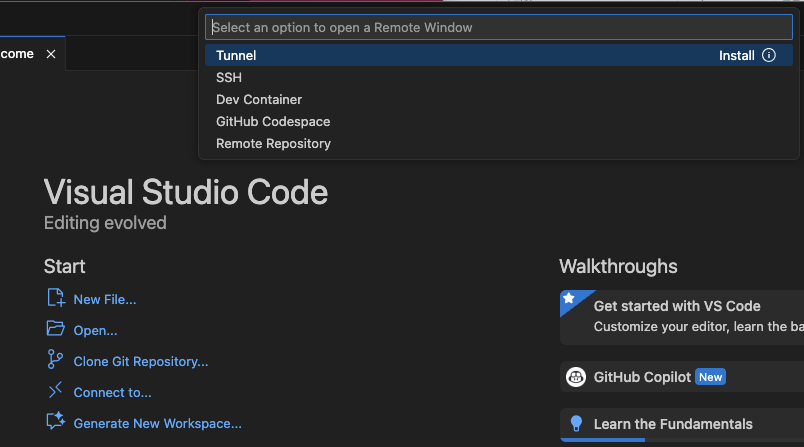 Select an option to open a Remote Window
Tunnel Install
SSH
Dev Container
GitHub Codespace
Remote Repository
come
Visual Studio Code
Editing evolved
Start
New File...
Open...
Clone Git Repository...
Connect to...
Generate New Workspace...
Walkthroughs
Get started with VS Code
Customize your editor, learn the ba
GitHub Copilot New
Learn the Fundamentals